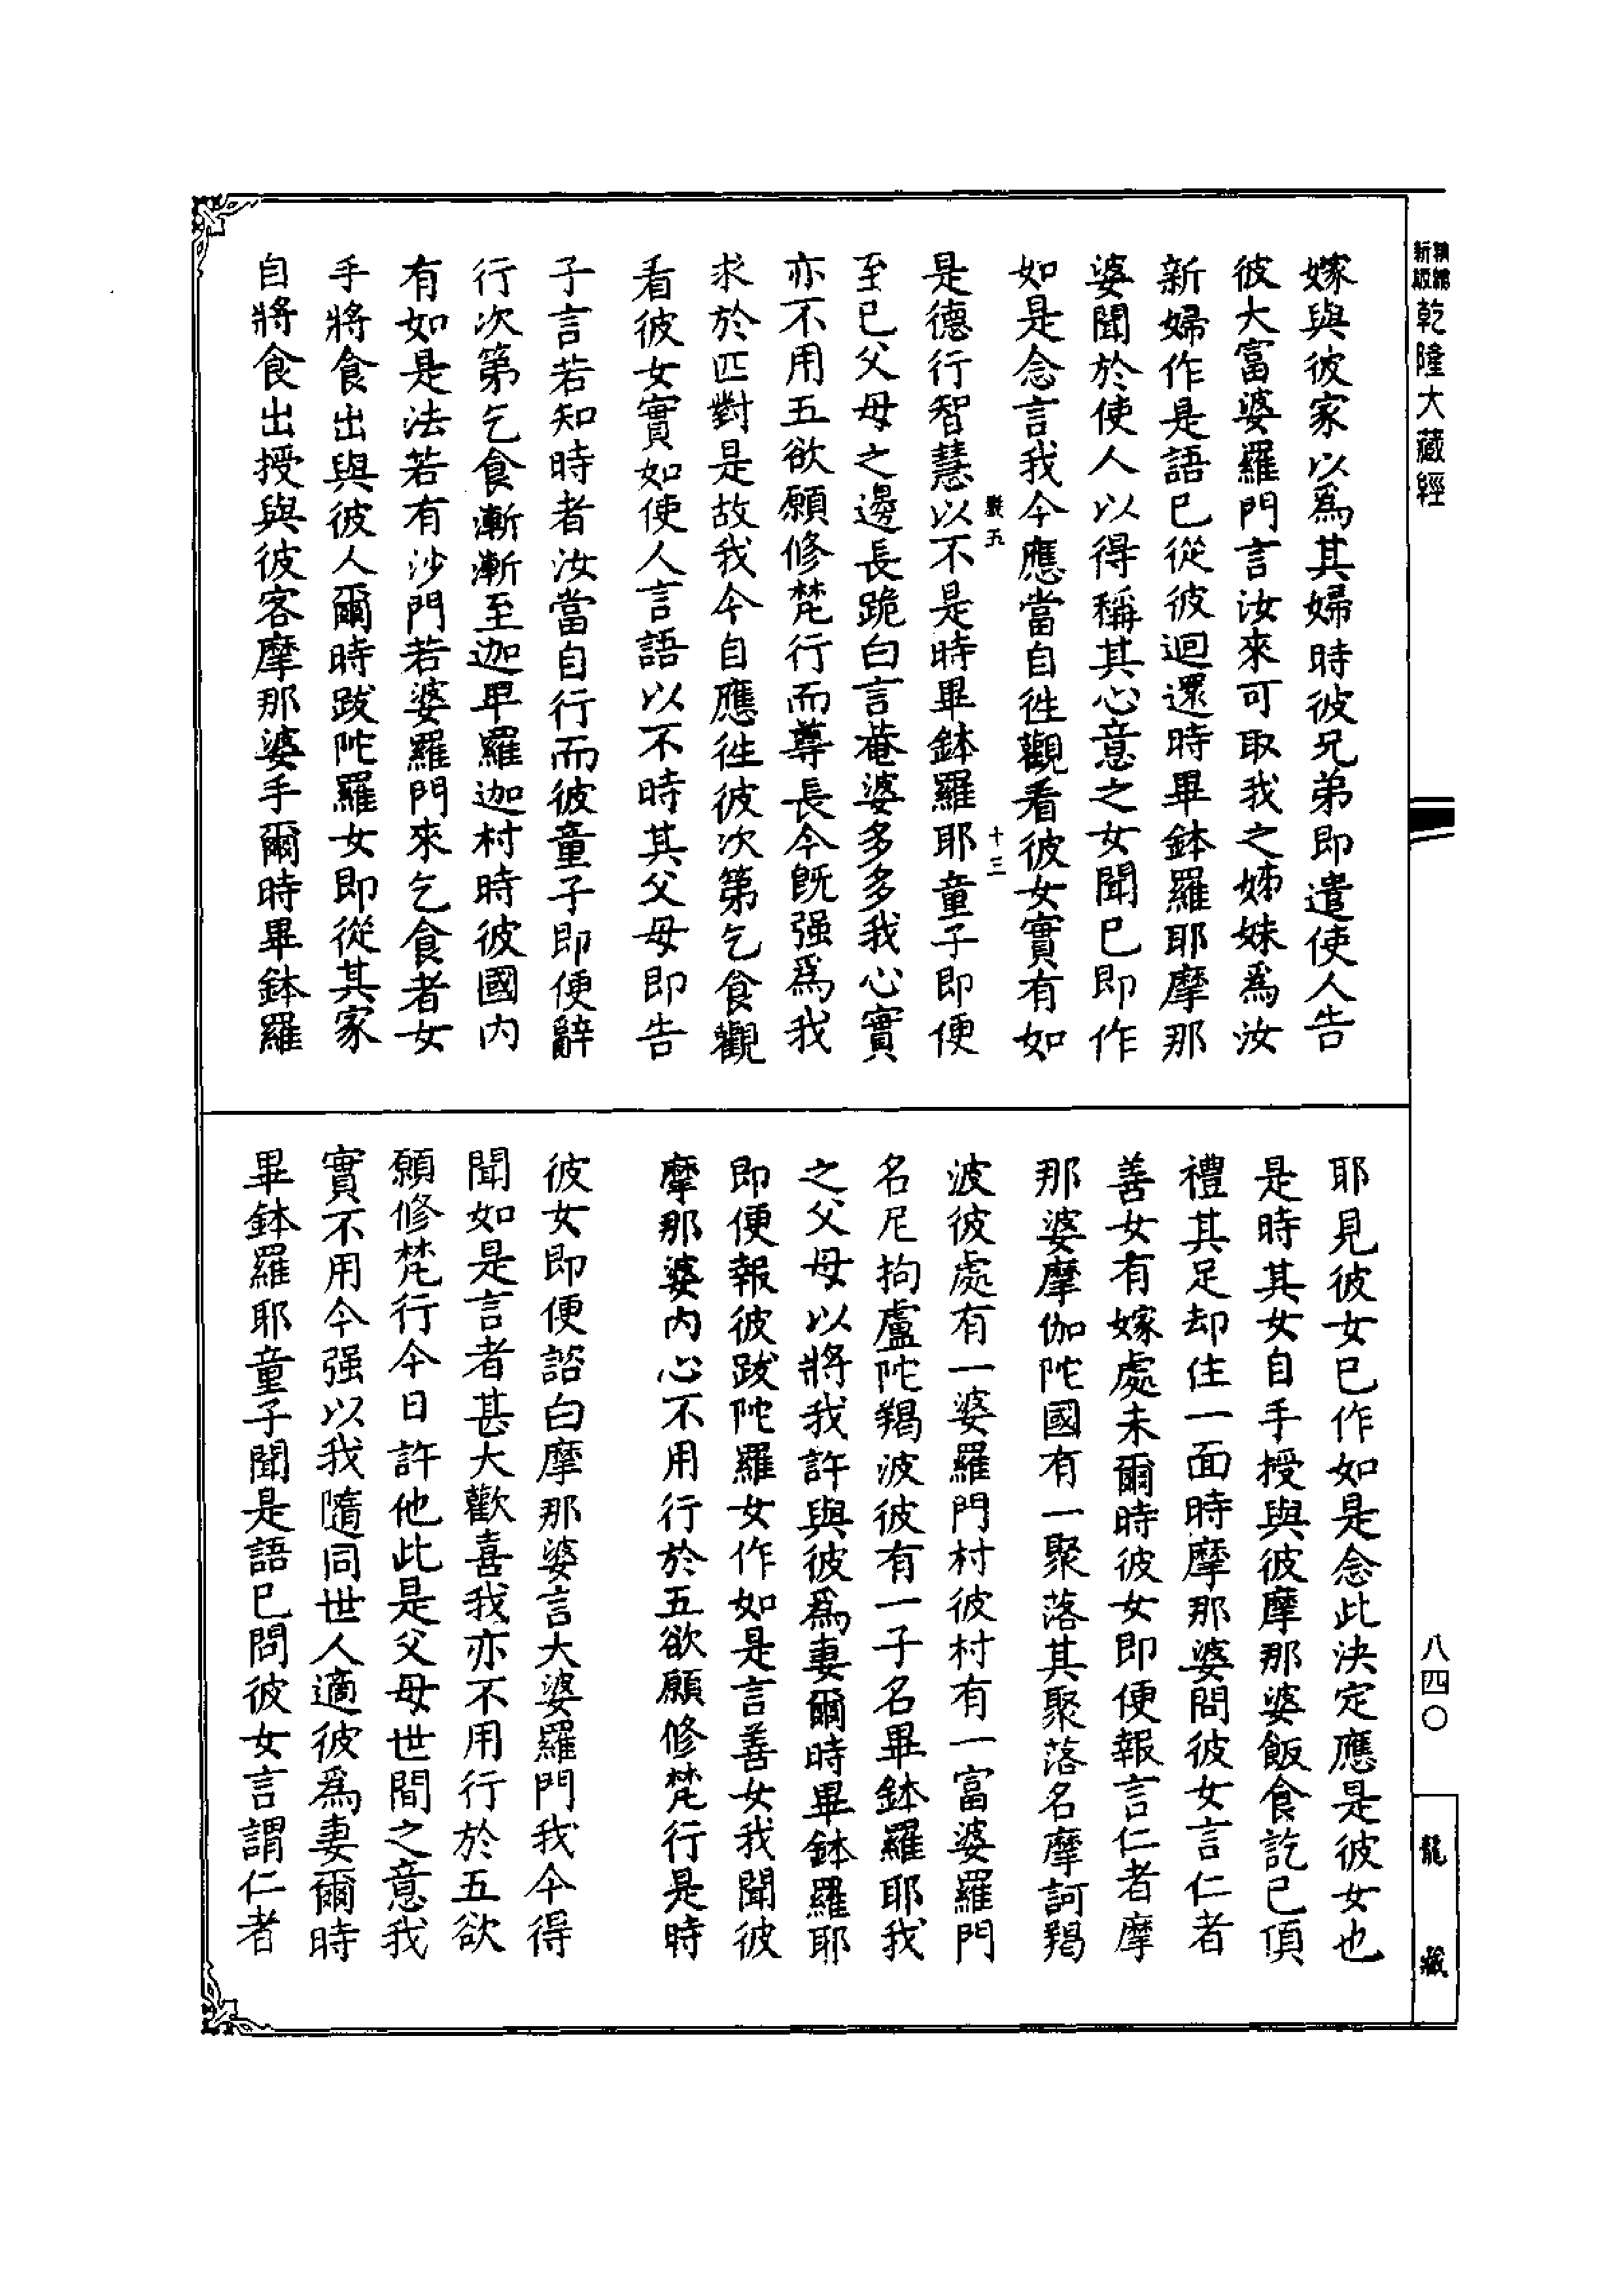 精縮
新版
乾隆大藏經
嫁與彼家以爲其婦時彼兄弟即遣使人告
彼大富婆羅門言汝來可取我之姊妹爲汝
新婦作是語已從彼迴還時畢鉢羅耶摩那
婆聞於使人以得稱其心意之女聞已即作
如是念言我今應當自往觀看彼女實有如
是德行智慧以不是時畢鉢羅耶童子即便
五
十三
至已父母之邊長跪白言菴婆多多我心實
亦不用五欲願修梵行而尊長今旣强爲我
求於匹對是故我今自應往彼次第乞食觀
看彼女實如使人言語以不時其父母即告
子言若知時者汝當自行而彼童子即便辭
行次第乞食漸漸至迦卑羅迦村時彼國內
有如是法若有沙門若婆羅門來乞食者女
手將食出與彼人爾時跋陀羅女即從其家
自將食出授與彼客摩那婆手爾時畢鉢羅
耶見彼女已作如是念此決定應是彼女也
是時其女自手授與彼摩那婆飯食訖已頂
禮其足却住一面時摩那婆問彼女言仁者
善女有嫁處未爾時彼女即便報言仁者摩
那婆摩伽陀國有一聚落其聚落名摩訶羯
波彼處有一婆羅門村彼村有一富婆羅門
名尼拘盧陀羯波彼有一子名畢鉢羅耶我
之父母以將我許與彼爲妻爾時畢鉢羅耶
即便報彼跋陀羅女作如是言善女我聞彼
摩那婆內心不用行於五欲願修梵行是時
彼女即便諮白摩那婆言大婆羅門我今得
聞如是言者甚大歡喜我亦不用行於五欲
願修梵行今日許他此是父母世間之意我
實不用今强以我隨同世人適彼爲妻爾時
畢鉢羅耶童子聞是語已問彼女言謂仁者
八四〇
龍藏